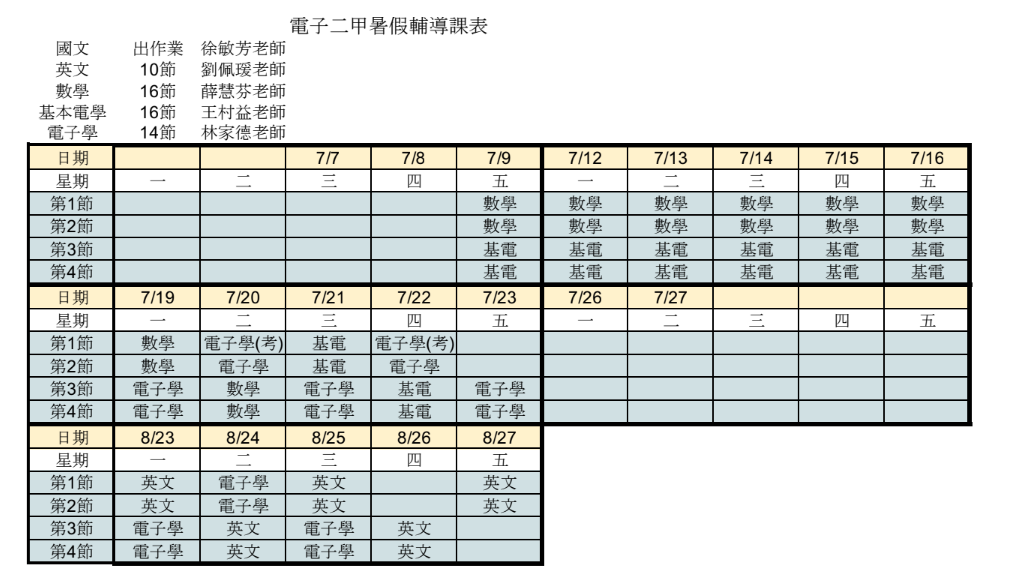 電子二甲暑假輔導課表
國文 出作業 徐敏芳老師
英文 10節 劉佩瑗老師
數學 16節 薛慧芬老師
基本電學 16節 王村益老師
電子學 14節 林家德老師
日期 7/7 7/8 7/9 7/12 7/13 7/14 7/15 7/16
星期 一 二 三 四 五 一 二 三 四 五
第1節 數學 數學 數學 數學 數學 數學
第2節 數學 數學 數學 數學 數學 數學
第3節 基電 基電 基電 基電 基電 基電
第4節 基電 基電 基電 基電 基電 基電
日期 7/19 7/20 7/21 7/22 7/23 7/26 7/27
星期 一 二 三 四 五 一 二 三 四 五
第1節 數學 電子學(考) 基電 電子學(考)
第2節 數學 電子學 基電 電子學
第3節 電子學 數學 電子學 基電 電子學
第4節 電子學 數學 電子學 基電 電子學
日期 8/23 8/24 8/25 8/26 8/27
星期 一 二 三 四 五
第1節 英文 電子學 英文 英文
第2節 英文 電子學 英文 英文
第3節 電子學 英文 電子學 英文
第4節 電子學 英文 電子學 英文